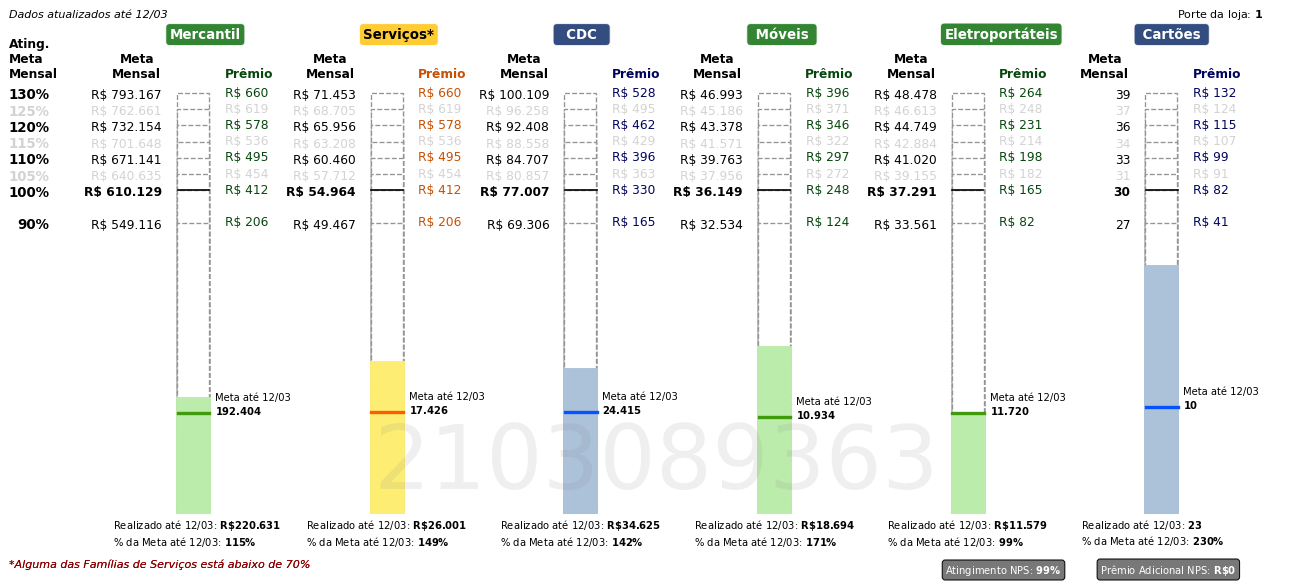 Dados atualizados até 12/03 Porte da loja: 1
Mercantil Serviços* CDC Móveis Eletroportáteis Cartões
Ating. Meta Mensal Meta Mensal Prêmio Meta Mensal Prêmio Meta Mensal Prêmio Meta Mensal Prêmio Meta Mensal Prêmio Meta Mensal Prêmio
130% R$ 793.167 R$ 660 R$ 71.453 R$ 660 R$ 100.109 R$ 528 R$ 46.993 R$ 396 R$ 48.478 R$ 264 39 R$ 132
125% R$ 762.661 R$ 619 R$ 68.705 R$ 619 R$ 96.258 R$ 495 R$ 45.186 R$ 371 R$ 46.613 R$ 248 37 R$ 124
120% R$ 732.154 R$ 578 R$ 65.956 R$ 578 R$ 92.408 R$ 462 R$ 43.378 R$ 346 R$ 44.749 R$ 231 36 R$ 115
115% R$ 701.648 R$ 536 R$ 63.208 R$ 536 R$ 88.558 R$ 429 R$ 41.571 R$ 322 R$ 42.884 R$ 214 34 R$ 107
110% R$ 671.141 R$ 495 R$ 60.460 R$ 495 R$ 84.707 R$ 396 R$ 39.763 R$ 297 R$ 41.020 R$ 198 33 R$ 99
105% R$ 640.635 R$ 454 R$ 57.712 R$ 454 R$ 80.857 R$ 363 R$ 37.956 R$ 272 R$ 39.155 R$ 182 31 R$ 91
100% R$ 610.129 R$ 412 R$ 54.964 R$ 412 R$ 77.007 R$ 330 R$ 36.149 R$ 248 R$ 37.291 R$ 165 30 R$ 82
90% R$ 549.116 R$ 206 R$ 49.467 R$ 206 R$ 69.306 R$ 165 R$ 32.534 R$ 124 R$ 33.561 R$ 82 27 R$ 41
Meta até 12/03 Meta até 12/03 Meta até 12/03 Meta até 12/03 Meta até 12/03 Meta até 12/03
192.404 17.426 24.415 10.934 11.720 10
2103089363
Realizado até 12/03: R$220.631 Realizado até 12/03: R$26.001 Realizado até 12/03: R$34.625 Realizado até 12/03: R$18.694 Realizado até 12/03: R$11.579 Realizado até 12/03: 23
% da Meta até 12/03: 115% % da Meta até 12/03: 149% % da Meta até 12/03: 142% % da Meta até 12/03: 171% % da Meta até 12/03: 99% % da Meta até 12/03: 230%
*Alguma das Famílias de Serviços está abaixo de 70% Atingimento NPS: 99% Prêmio Adicional NPS: R$0